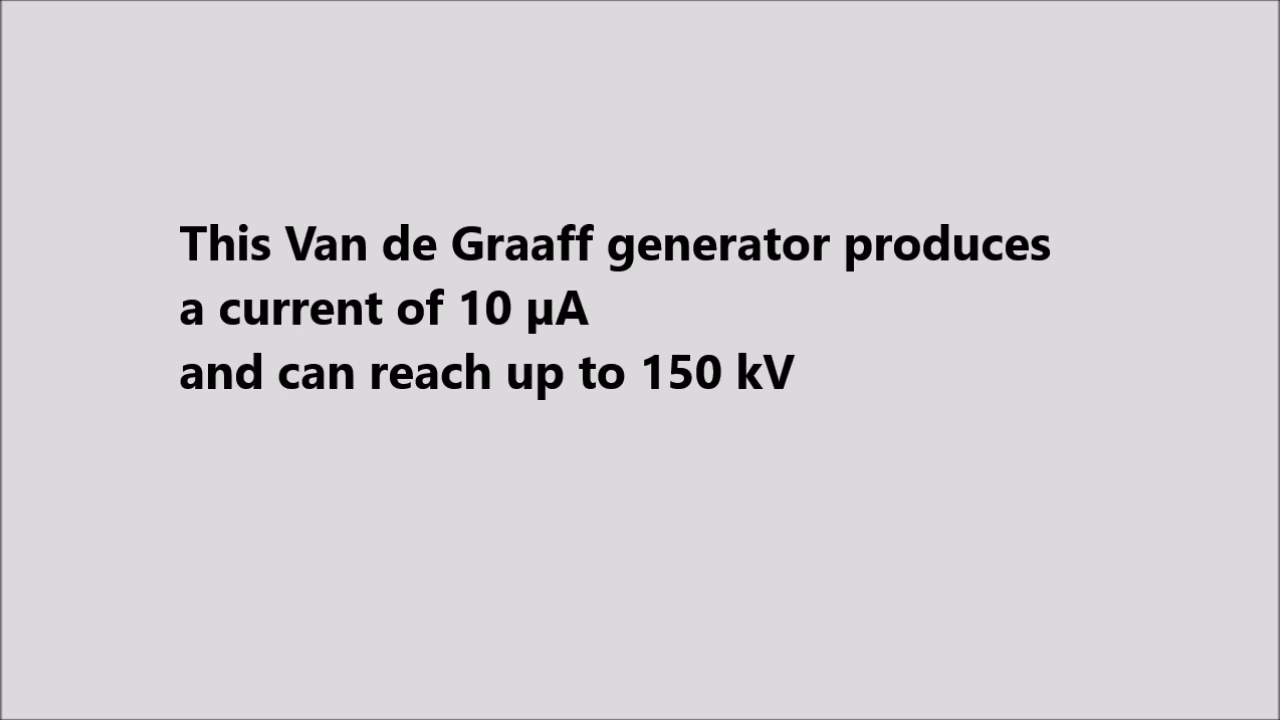 This Van de Graaff generator produces
a current of 10 µA
and can reach up to 150 kV